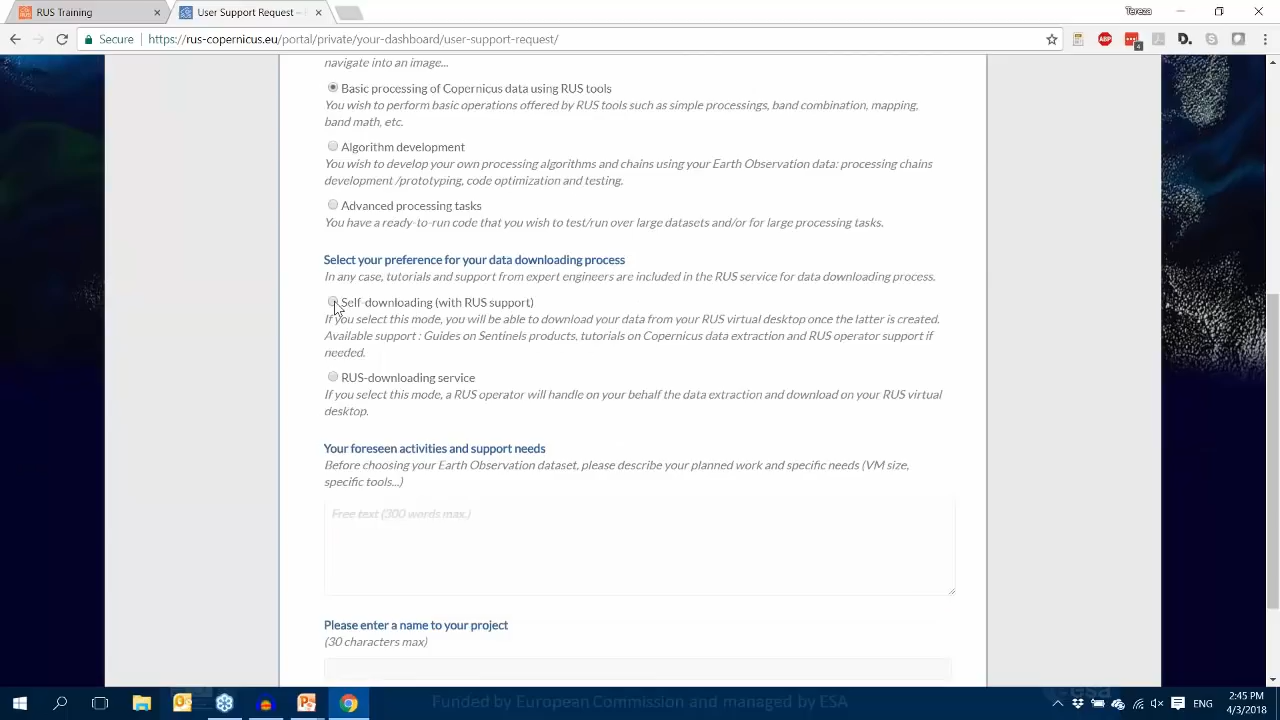 RUS Training
User Support Request –
Secure
https://rus-copernicus.eu/portal/private/your-dashboard/user-support-request/
ABP
4
D.
navigate into an image...
Basic processing of Copernicus data using RUS tools
You wish to perform basic operations offered by RUS tools such as simple processings, band combination, mapping,
band math, etc.
Algorithm development
You wish to develop your own processing algorithms and chains using your Earth Observation data: processing chains
development /prototyping, code optimization and testing.
Advanced processing tasks
You have a ready-to-run code that you wish to test/run over large datasets and/or for large processing tasks.
Select your preference for your data downloading process
In any case, tutorials and support from expert engineers are included in the RUS service for data downloading process.
Self-downloading (with RUS support)
If you select this mode, you will be able to download your data from your RUS virtual desktop once the latter is created.
Available support : Guides on Sentinels products, tutorials on Copernicus data extraction and RUS operator support if
needed.
RUS-downloading service
If you select this mode, a RUS operator will handle on your behalf the data extraction and download on your RUS virtual
desktop.
Your foreseen activities and support needs
Before choosing your Earth Observation dataset, please describe your planned work and specific needs (VM size,
specific tools...)
Free text (300 words max.)
Please enter a name to your project
(30 characters max)
Funded by European Commission and managed by ESA
esa
ENG
2:45 PM
4/3/2018